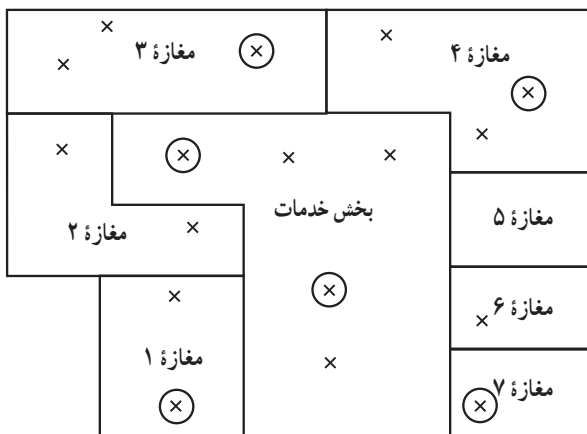 مغازهٔ ۳
مغازهٔ ۴
بخش خدمات
مغازهٔ ۵
مغازهٔ ۲
مغازهٔ ۶
مغازهٔ ۱
مغازهٔ ۷